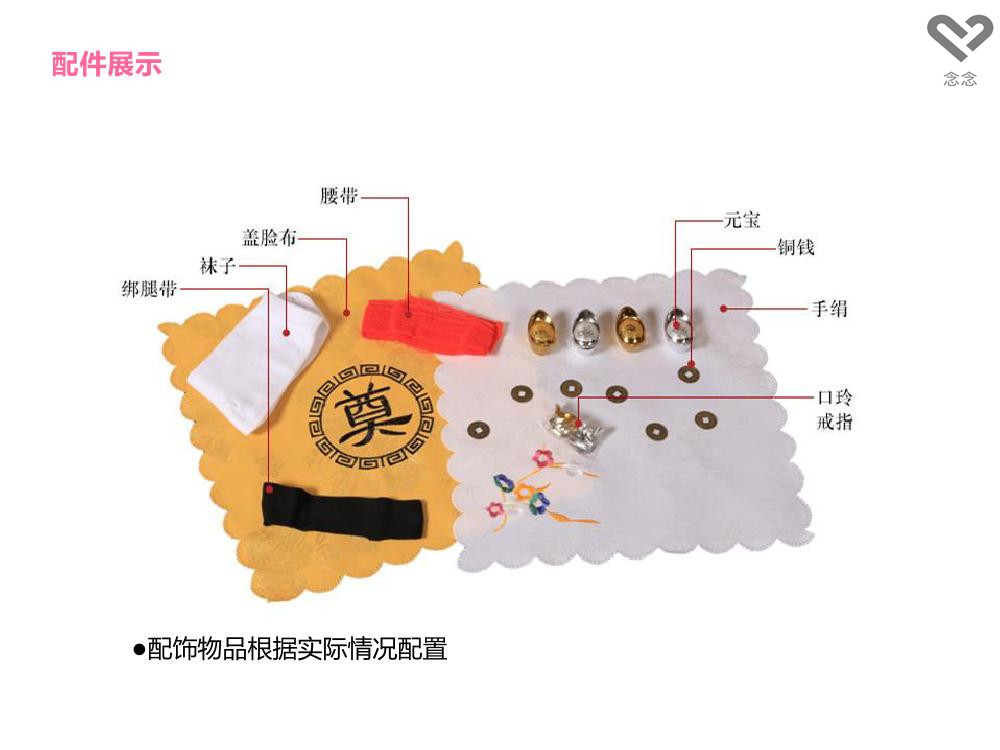 配件展示
念念
腰带
盖脸布
袜子
绑腿带
元宝
铜钱
手绢
口玲
戒指
奠
●配饰物品根据实际情况配置